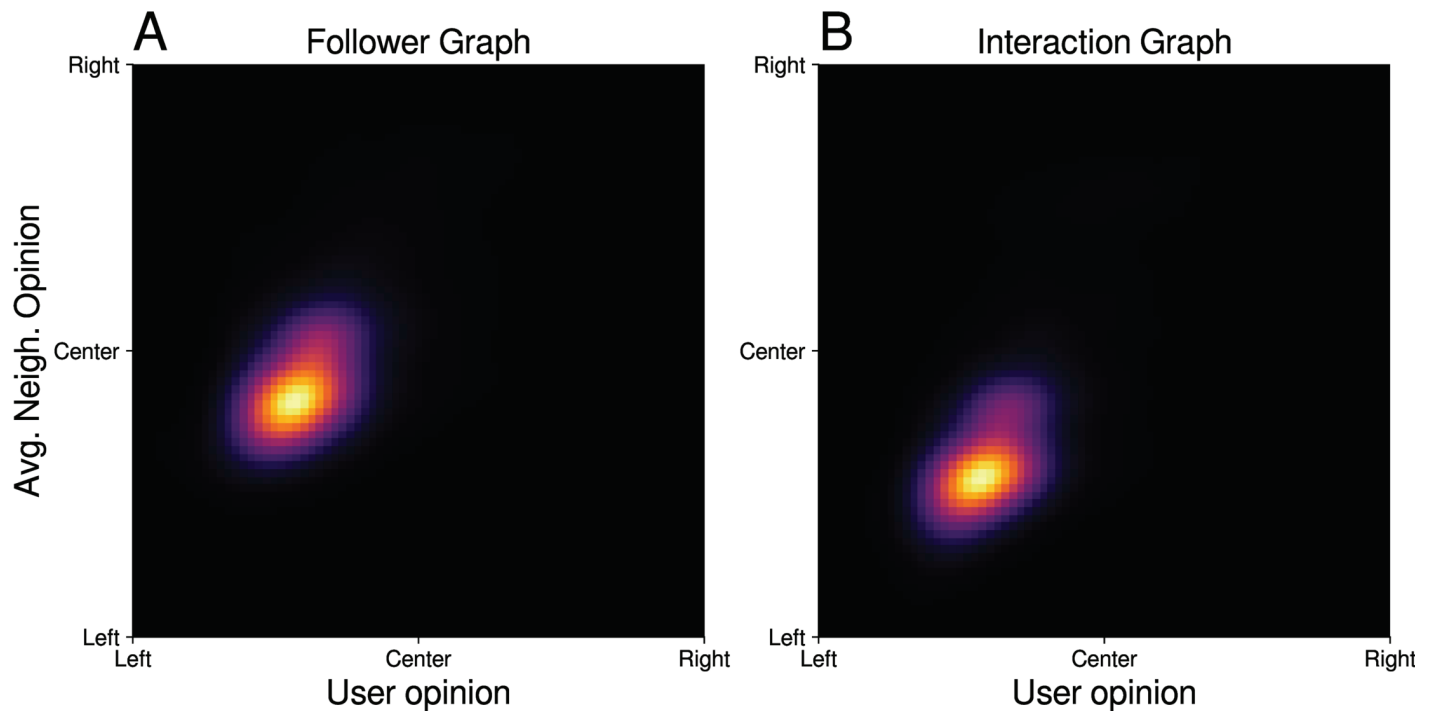 A
Follower Graph
Right
Center
Left
Left Center Right
Avg. Neigh. Opinion
User opinion
B
Interaction Graph
Right
Center
Left
Left Center Right
User opinion